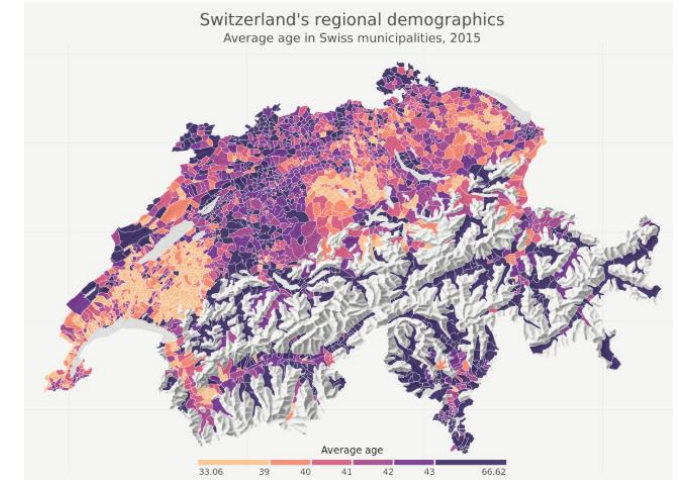 Switzerland's regional demographics
Average age in Swiss municipalities, 2015
Average age
33.06 39 40 41 42 43 66.62